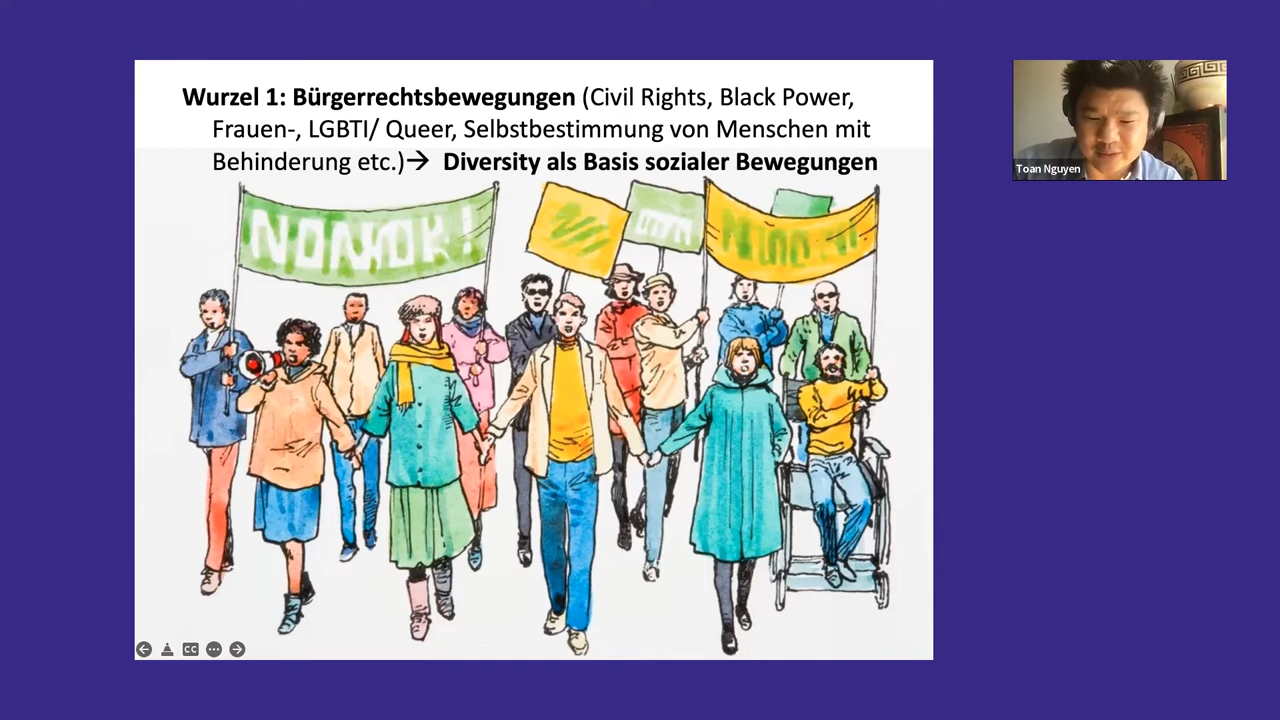 Wurzel 1: Bürgerrechtsbewegungen (Civil Rights, Black Power,
Frauen-, LGBTI/ Queer, Selbstbestimmung von Menschen mit
Behinderung etc.)→ Diversity als Basis sozialer Bewegungen
Toan Nguyen
CC